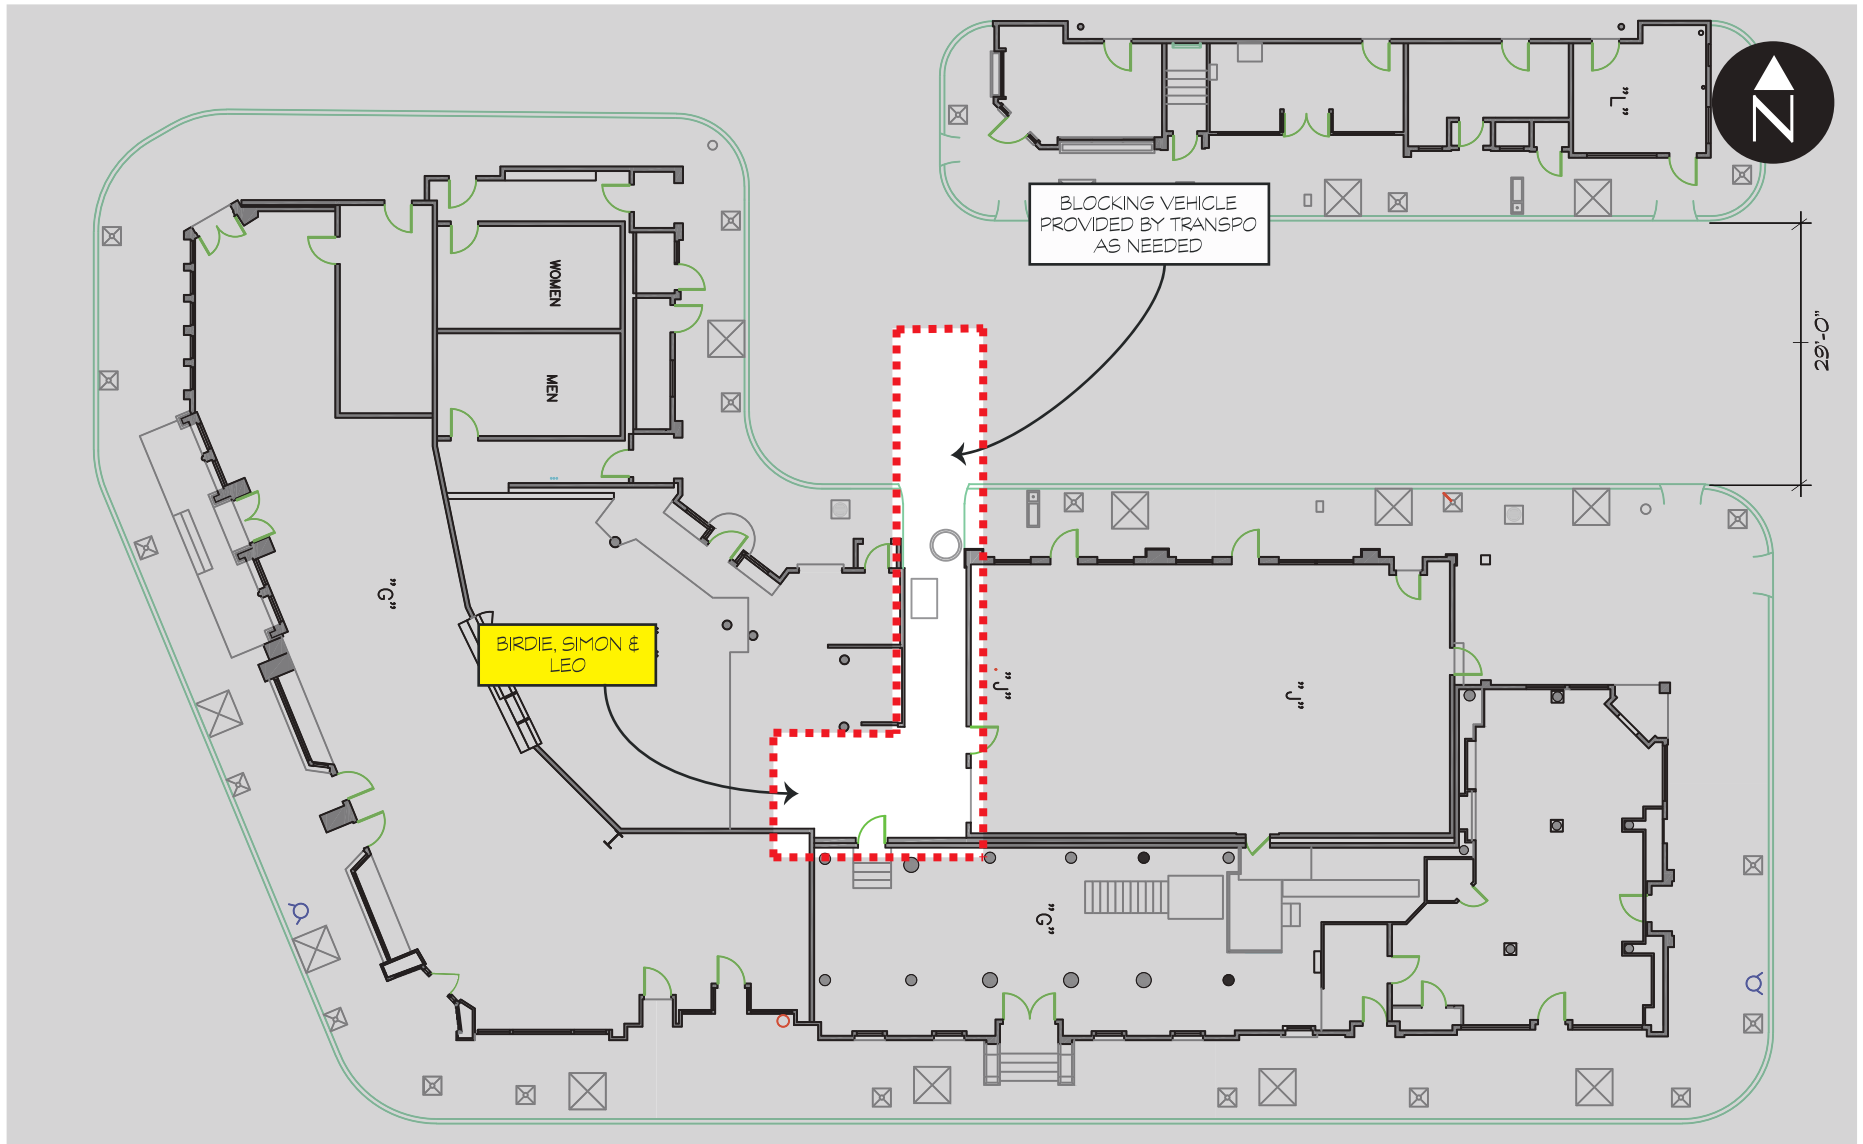 "L"
N
BLOCKING VEHICLE
PROVIDED BY TRANSPO
AS NEEDED
29'-0"
WOMEN
MEN
"G"
BIRDIE, SIMON &
LEO
"J"
"J"
"G"